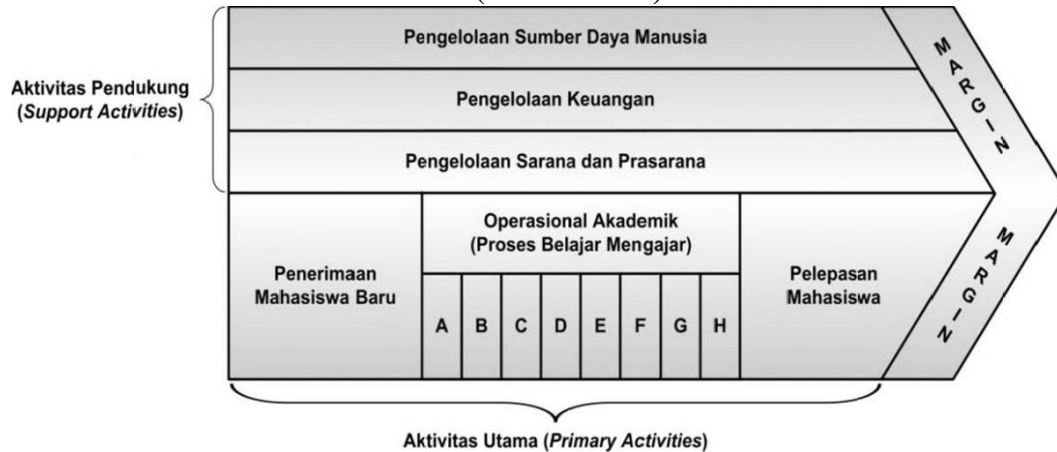 Pengelolaan Sumber Daya Manusia
Aktivitas Pendukung
(Support Activities)
Pengelolaan Keuangan
Pengelolaan Sarana dan Prasarana
MARGIN
Operasional Akademik
(Proses Belajar Mengajar)
Penerimaan
Mahasiswa Baru
A B C D E F G H
Pelepasan
Mahasiswa
MARGIN
Aktivitas Utama (Primary Activities)